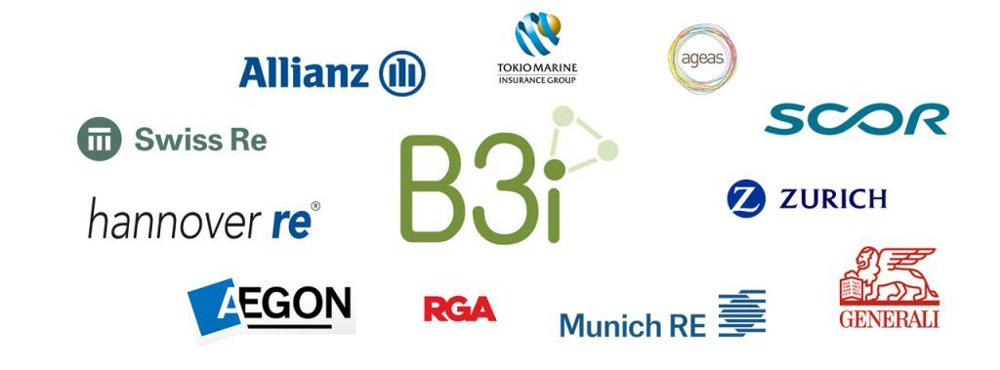 TOKIO MARINE
INSURANCE GROUP
Allianz
ageas
SCOR
Swiss Re
B3i
Z ZURICH
hannover re®
AEGON
RGA
Munich RE
GENERALI